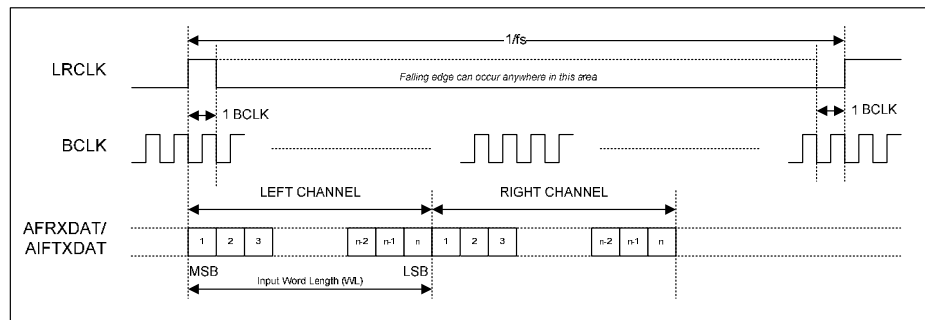 1/fs
LRCLK
Falling edge can occur anywhere in this area
1 BCLK
1 BCLK
BCLK
LEFT CHANNEL
RIGHT CHANNEL
AFRXDAT/
AIFTXDAT
1 2 3 n-2 n-1 n 1 2 3 n-2 n-1 n
MSB
LSB
Input Word Length (WL)